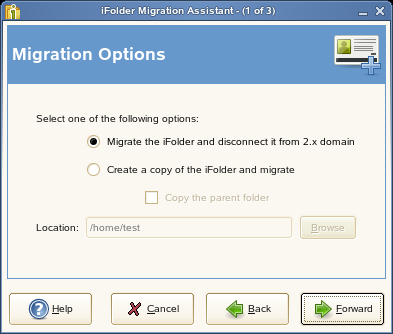 iFolder Migration Assistant - (1 of 3)
Migration Options
Select one of the following options:
Migrate the iFolder and disconnect it from 2.x domain
Create a copy of the iFolder and migrate
Copy the parent folder
Location: /home/test Browse
Help Cancel Back Forward